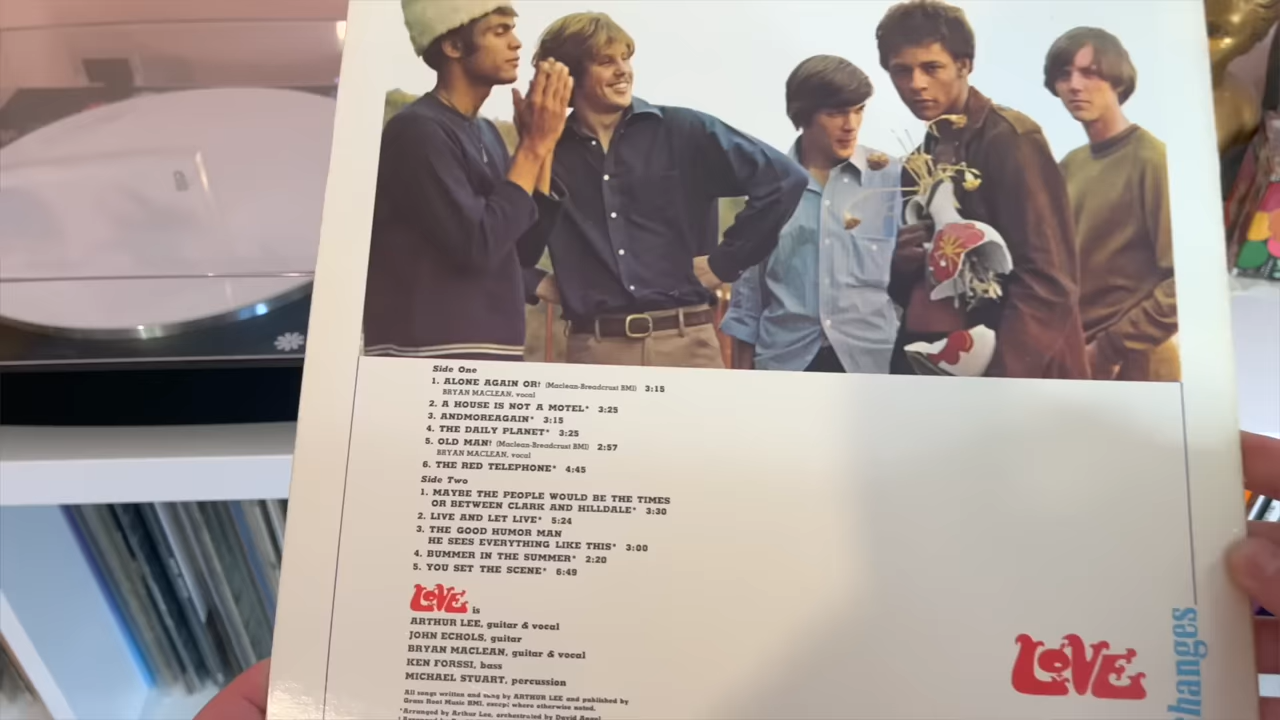 Side One
1. ALONE AGAIN OR† (Maclean-Breadcrust BMI) 3:15
BRYAN MACLEAN, vocal
2. A HOUSE IS NOT A MOTEL* 3:25
3. ANDMOREAGAIN* 3:15
4. THE DAILY PLANET* 3:25
5. OLD MAN† (Maclean-Breadcrust BMI) 2:57
BRYAN MACLEAN, vocal
6. THE RED TELEPHONE* 4:45
Side Two
1. MAYBE THE PEOPLE WOULD BE THE TIMES
OR BETWEEN CLARK AND HILLDALE* 3:30
2. LIVE AND LET LIVE* 5:24
3. THE GOOD HUMOR MAN
HE SEES EVERYTHING LIKE THIS* 3:00
4. BUMMER IN THE SUMMER* 2:20
5. YOU SET THE SCENE* 6:49
LOVE is
ARTHUR LEE, guitar & vocal
JOHN ECHOLS, guitar
BRYAN MACLEAN, guitar & vocal
KEN FORSSI, bass
MICHAEL STUART, percussion
All songs written and sung by ARTHUR LEE and published by
Grass Root Music BMI, except where otherwise noted.
*Arranged by Arthur Lee, orchestrated by David Angel
LOVE
hanges